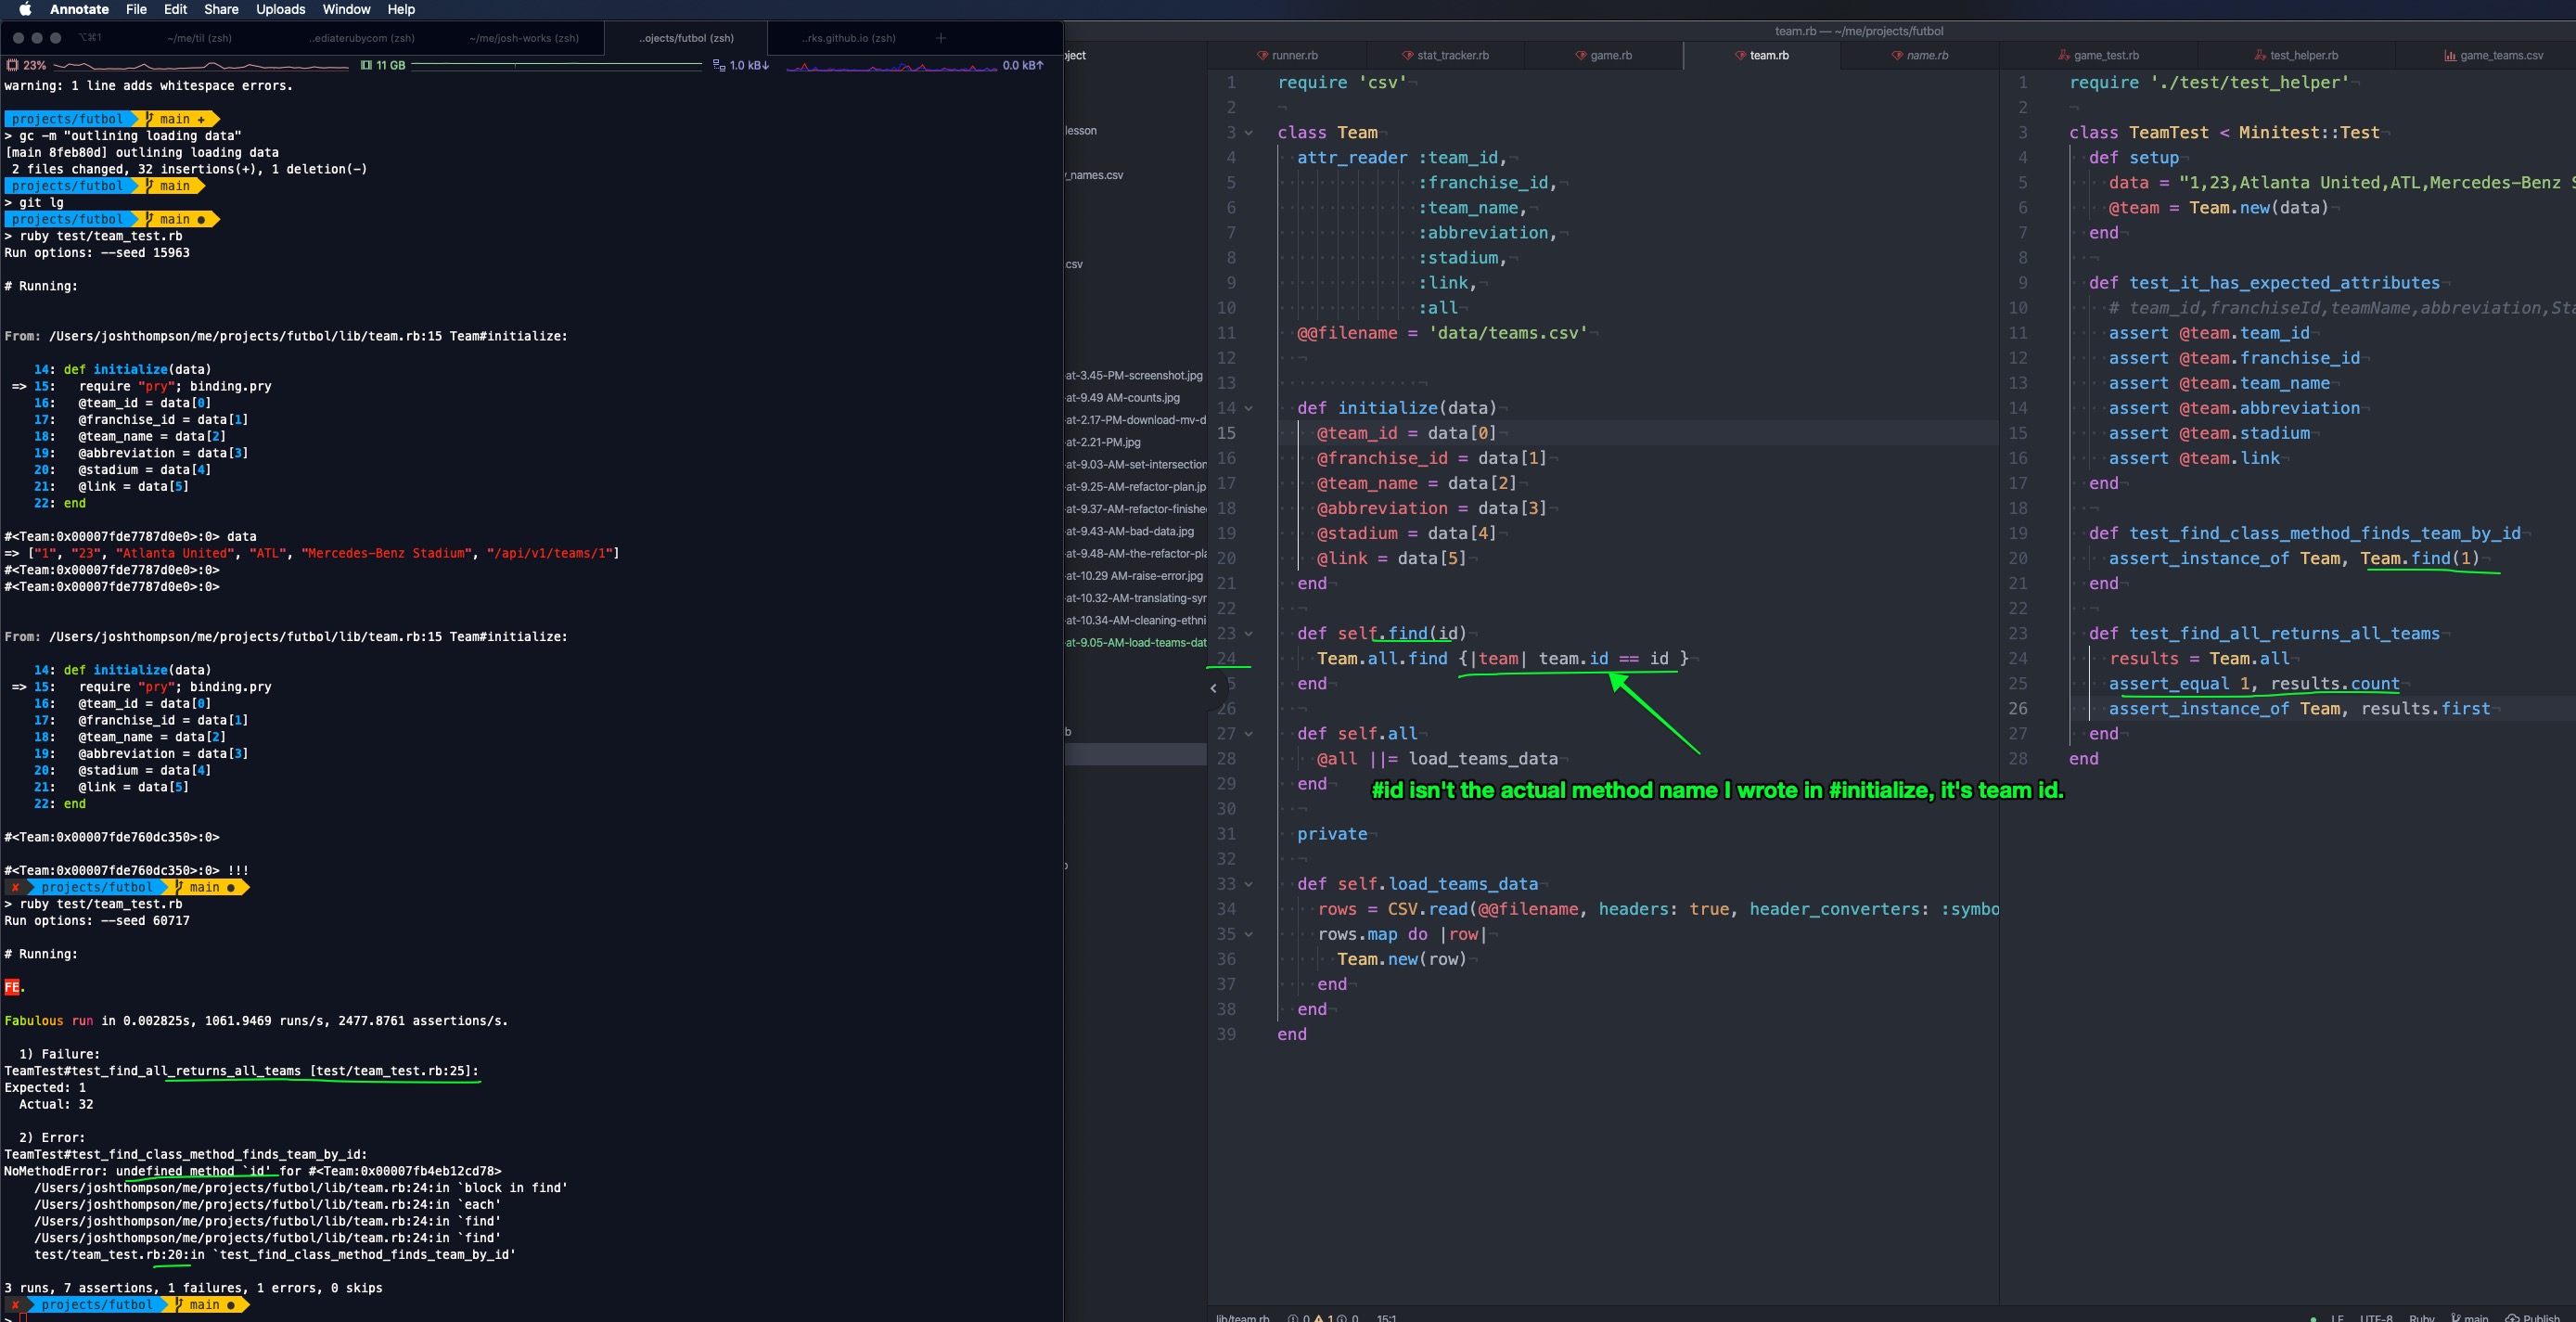 Annotate File Edit Share Uploads Window Help
⌥⌘1 ~/me/til (zsh) ..ediaterubycom (zsh) ~/me/josh-works (zsh) ..ojects/futbol (zsh) ..rks.github.io (zsh) +
23% 11 GB 1.0 kB↓ 0.0 kB↑
warning: 1 line adds whitespace errors.
projects/futbol main +
> gc -m "outlining loading data"
[main 8feb80d] outlining loading data
2 files changed, 32 insertions(+), 1 deletion(-)
projects/futbol main
> git lg
projects/futbol main ●
> ruby test/team_test.rb
Run options: --seed 15963
# Running:
From: /Users/joshthompson/me/projects/futbol/lib/team.rb:15 Team#initialize:
14: def initialize(data)
=> 15: require "pry"; binding.pry
16: @team_id = data[0]
17: @franchise_id = data[1]
18: @team_name = data[2]
19: @abbreviation = data[3]
20: @stadium = data[4]
21: @link = data[5]
22: end
#<Team:0x00007fde7787d0e0>:0> data
=> ["1", "23", "Atlanta United", "ATL", "Mercedes-Benz Stadium", "/api/v1/teams/1"]
#<Team:0x00007fde7787d0e0>:0>
#<Team:0x00007fde7787d0e0>:0>
From: /Users/joshthompson/me/projects/futbol/lib/team.rb:15 Team#initialize:
14: def initialize(data)
=> 15: require "pry"; binding.pry
16: @team_id = data[0]
17: @franchise_id = data[1]
18: @team_name = data[2]
19: @abbreviation = data[3]
20: @stadium = data[4]
21: @link = data[5]
22: end
#<Team:0x00007fde760dc350>:0>
#<Team:0x00007fde760dc350>:0> !!!
✘ projects/futbol main ●
> ruby test/team_test.rb
Run options: --seed 60717
# Running:
FE.
Fabulous run in 0.002825s, 1061.9469 runs/s, 2477.8761 assertions/s.
1) Failure:
TeamTest#test_find_all_returns_all_teams [test/team_test.rb:25]:
Expected: 1
Actual: 32
2) Error:
TeamTest#test_find_class_method_finds_team_by_id:
NoMethodError: undefined method `id' for #<Team:0x00007fb4eb12cd78>
/Users/joshthompson/me/projects/futbol/lib/team.rb:24:in `block in find'
/Users/joshthompson/me/projects/futbol/lib/team.rb:24:in `each'
/Users/joshthompson/me/projects/futbol/lib/team.rb:24:in `find'
/Users/joshthompson/me/projects/futbol/lib/team.rb:24:in `find'
test/team_test.rb:20:in `test_find_class_method_finds_team_by_id'
3 runs, 7 assertions, 1 failures, 1 errors, 0 skips
✘ projects/futbol main ●
>
team.rb — ~/me/projects/futbol
ject
lesson
_names.csv
csv
at-3.45-PM-screenshot.jpg
at-9.49 AM-counts.jpg
at-2.17-PM-download-mv-d
at-2.21-PM.jpg
at-9.03-AM-set-intersection
at-9.25-AM-refactor-plan.jp
at-9.37-AM-refactor-finishe
at-9.43-AM-bad-data.jpg
at-9.48-AM-the-refactor-pla
at-10.29 AM-raise-error.jpg
at-10.32-AM-translating-syr
at-10.34-AM-cleaning-ethni
at-9.05-AM-load-teams-dat
runner.rb stat_tracker.rb game.rb team.rb name.rb
1 require 'csv'
2
3 class Team
4 attr_reader :team_id,
5 :franchise_id,
6 :team_name,
7 :abbreviation,
8 :stadium,
9 :link,
10 :all
11 @@filename = 'data/teams.csv'
12
13
14 def initialize(data)
15 @team_id = data[0]
16 @franchise_id = data[1]
17 @team_name = data[2]
18 @abbreviation = data[3]
19 @stadium = data[4]
20 @link = data[5]
21 end
22
23 def self.find(id)
24 Team.all.find {|team| team.id == id }
5 end
26
27 def self.all
28 @all ||= load_teams_data
29 end
#id isn't the actual method name I wrote in #initialize, it's team id.
30
31 private
32
33 def self.load_teams_data
34 rows = CSV.read(@@filename, headers: true, header_converters: :symbo
35 rows.map do |row|
36 Team.new(row)
37 end
38 end
39 end
game_test.rb test_helper.rb game_teams.csv
1 require './test/test_helper'
2
3 class TeamTest < Minitest::Test
4 def setup
5 data = "1,23,Atlanta United,ATL,Mercedes-Benz S
6 @team = Team.new(data)
7 end
8
9 def test_it_has_expected_attributes
10 # team_id,franchiseId,teamName,abbreviation,Sta
11 assert @team.team_id
12 assert @team.franchise_id
13 assert @team.team_name
14 assert @team.abbreviation
15 assert @team.stadium
16 assert @team.link
17 end
18
19 def test_find_class_method_finds_team_by_id
20 assert_instance_of Team, Team.find(1)
21 end
22
23 def test_find_all_returns_all_teams
24 results = Team.all
25 assert_equal 1, results.count
26 assert_instance_of Team, results.first
27 end
28 end
lib/team.rb 0 1 0 15:1 LF UTF-8 Ruby main Publish